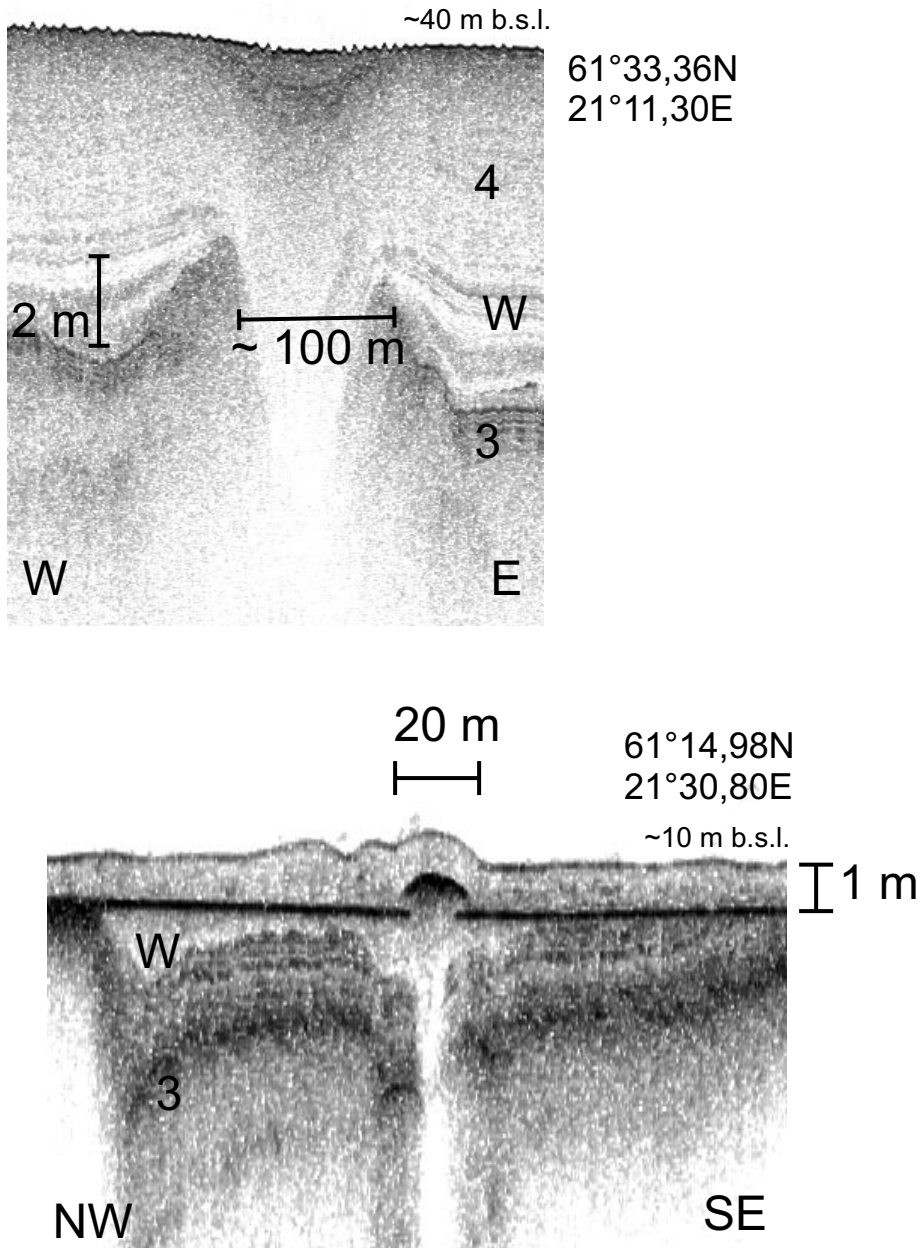 ~40 m b.s.l.
61°33,36N
21°11,30E
4
W
2 m
~ 100 m
3
W
E
20 m
61°14,98N
21°30,80E
~10 m b.s.l.
1 m
W
3
NW
SE